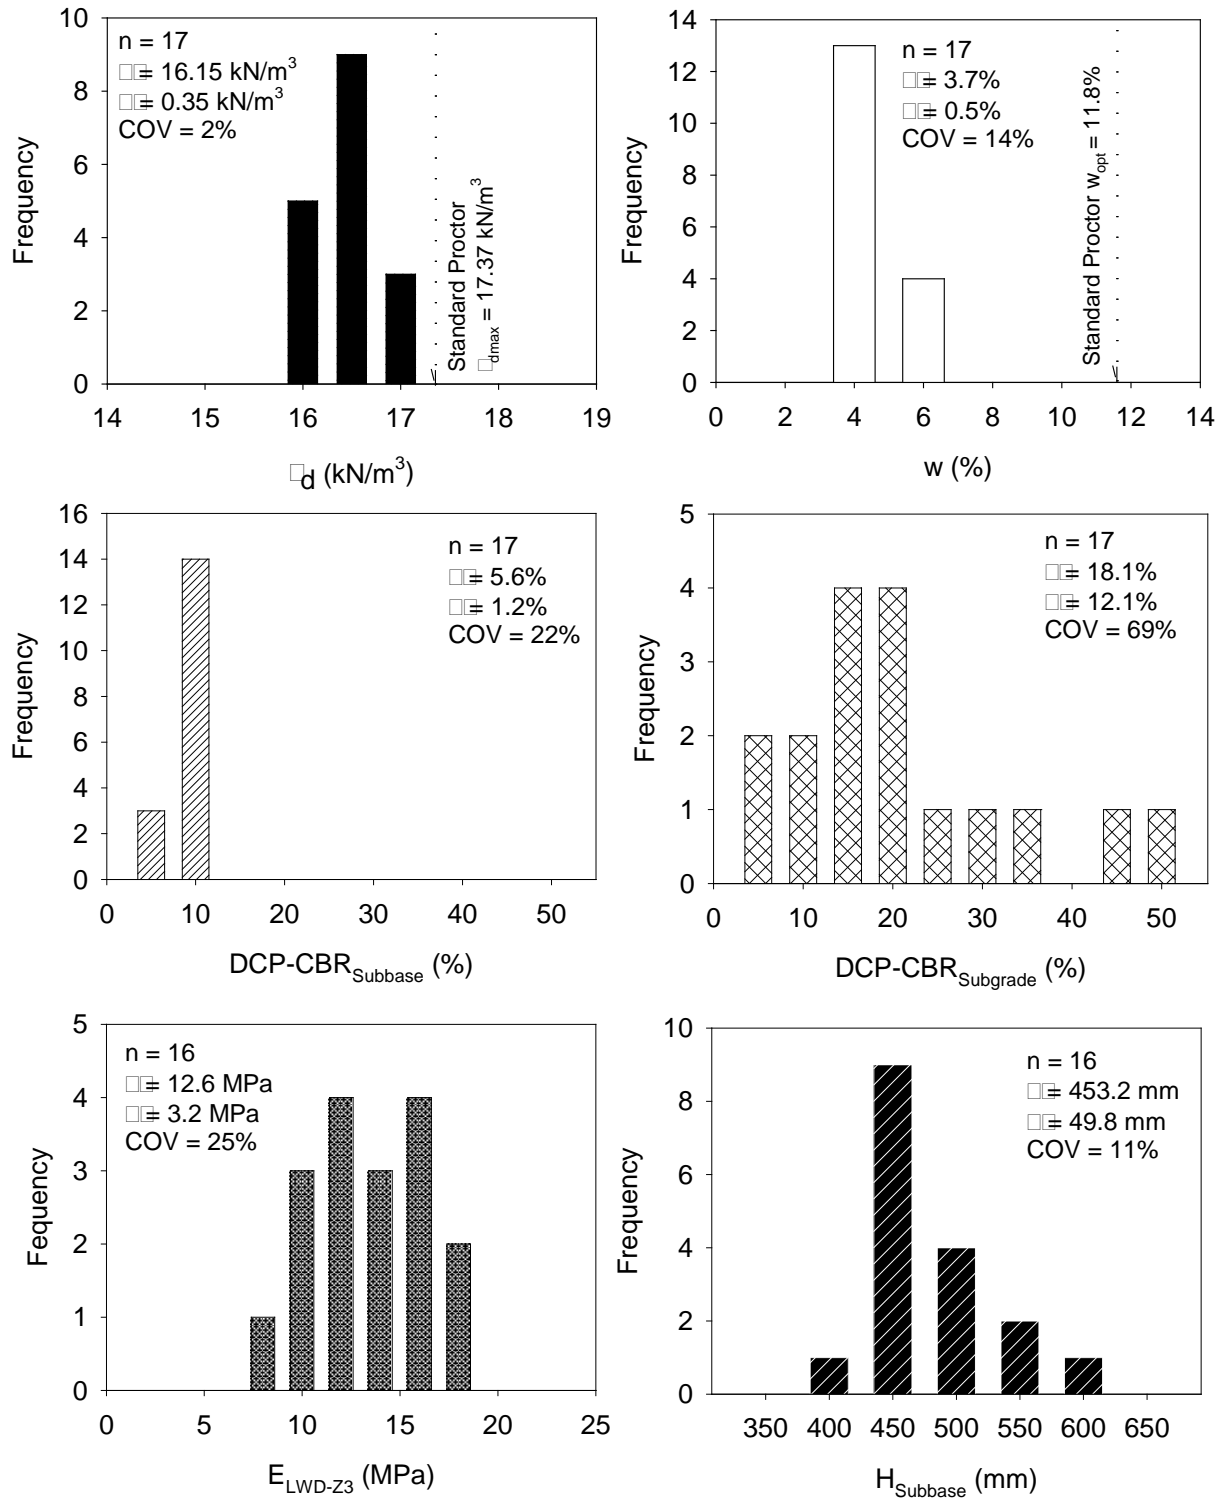 10
8
6
4
2
0
Frequency
n = 17
□□= 16.15 kN/m³
□□= 0.35 kN/m³
COV = 2%
Standard Proctor
□dmax = 17.37 kN/m³
14 15 16 17 18 19
□d (kN/m³)
14
12
10
8
6
4
2
0
Frequency
n = 17
□□= 3.7%
□□= 0.5%
COV = 14%
Standard Proctor wopt = 11.8%
0 2 4 6 8 10 12 14
w (%)
16
14
12
10
8
6
4
2
0
Frequency
n = 17
□□= 5.6%
□□= 1.2%
COV = 22%
0 10 20 30 40 50
DCP-CBRSubbase (%)
5
4
3
2
1
0
Frequency
n = 17
□□= 18.1%
□□= 12.1%
COV = 69%
0 10 20 30 40 50
DCP-CBRSubgrade (%)
5
4
3
2
1
0
Fequency
n = 16
□□= 12.6 MPa
□□= 3.2 MPa
COV = 25%
0 5 10 15 20 25
ELWD-Z3 (MPa)
10
8
6
4
2
0
Frequency
n = 16
□□= 453.2 mm
□□= 49.8 mm
COV = 11%
350 400 450 500 550 600 650
HSubbase (mm)